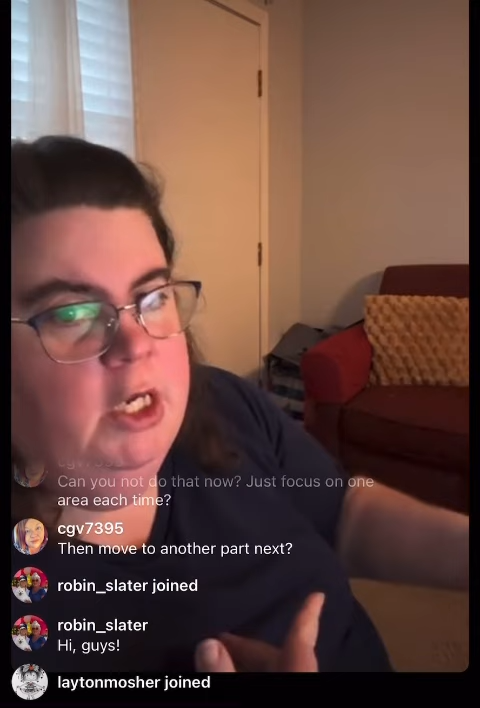 Can you not do that now? Just focus on one
area each time?
cgv7395
Then move to another part next?
robin_slater joined
robin_slater
Hi, guys!
laytonmosher joined